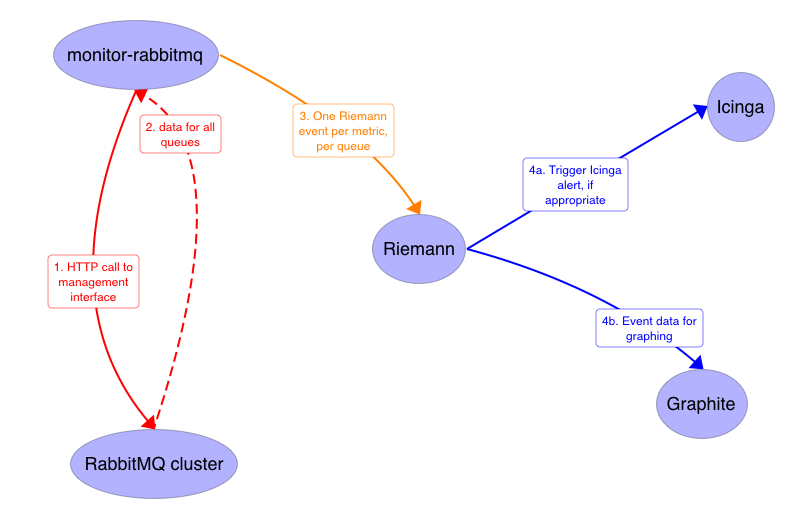 monitor-rabbitmq
2. data for all
queues
3. One Riemann
event per metric,
per queue
Icinga
4a. Trigger Icinga
alert, if
appropriate
Riemann
1. HTTP call to
management
interface
4b. Event data for
graphing
Graphite
RabbitMQ cluster